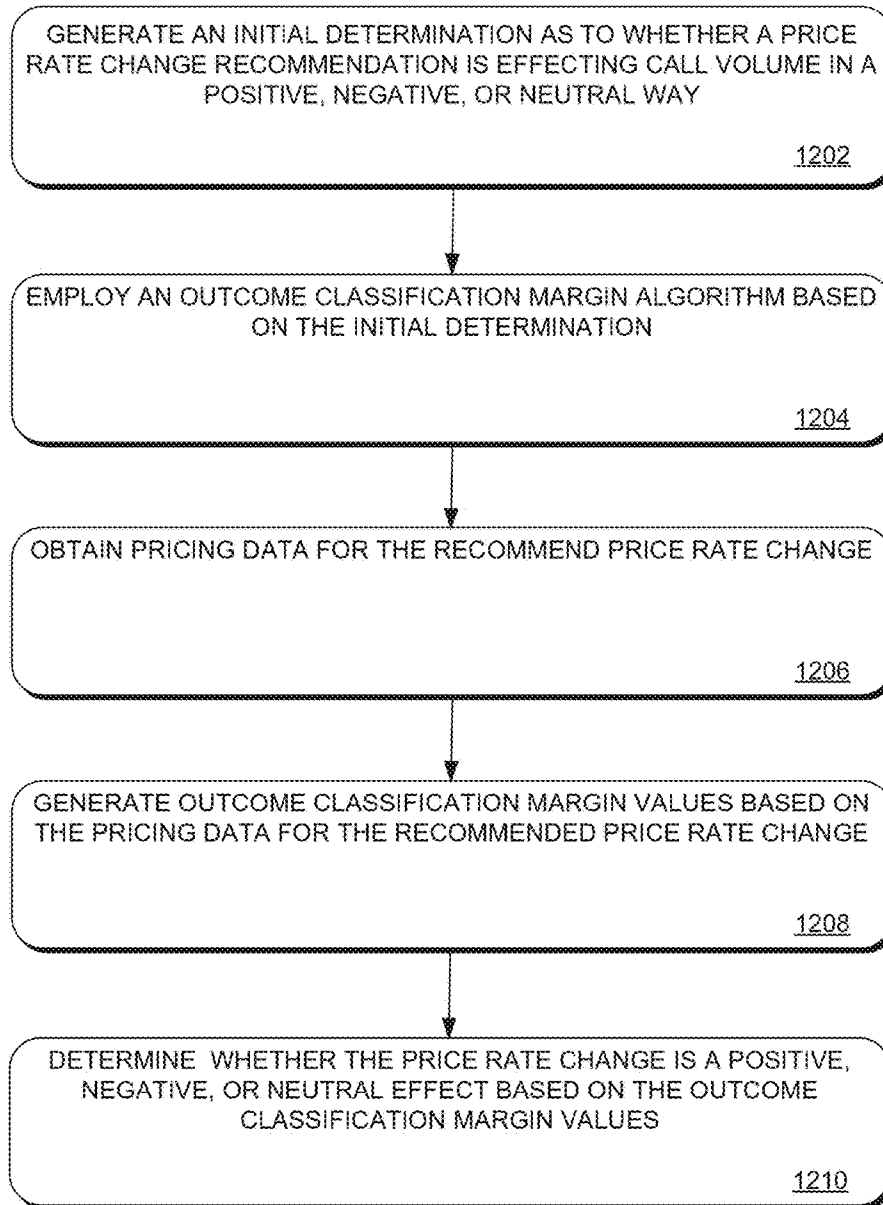 GENERATE AN INITIAL DETERMINATION AS TO WHETHER A PRICE
RATE CHANGE RECOMMENDATION IS EFFECTING CALL VOLUME IN A
POSITIVE, NEGATIVE, OR NEUTRAL WAY
1202
EMPLOY AN OUTCOME CLASSIFICATION MARGIN ALGORITHM BASED
ON THE INITIAL DETERMINATION
1204
OBTAIN PRICING DATA FOR THE RECOMMEND PRICE RATE CHANGE
1206
GENERATE OUTCOME CLASSIFICATION MARGIN VALUES BASED ON
THE PRICING DATA FOR THE RECOMMENDED PRICE RATE CHANGE
1208
DETERMINE WHETHER THE PRICE RATE CHANGE IS A POSITIVE,
NEGATIVE, OR NEUTRAL EFFECT BASED ON THE OUTCOME
CLASSIFICATION MARGIN VALUES
1210